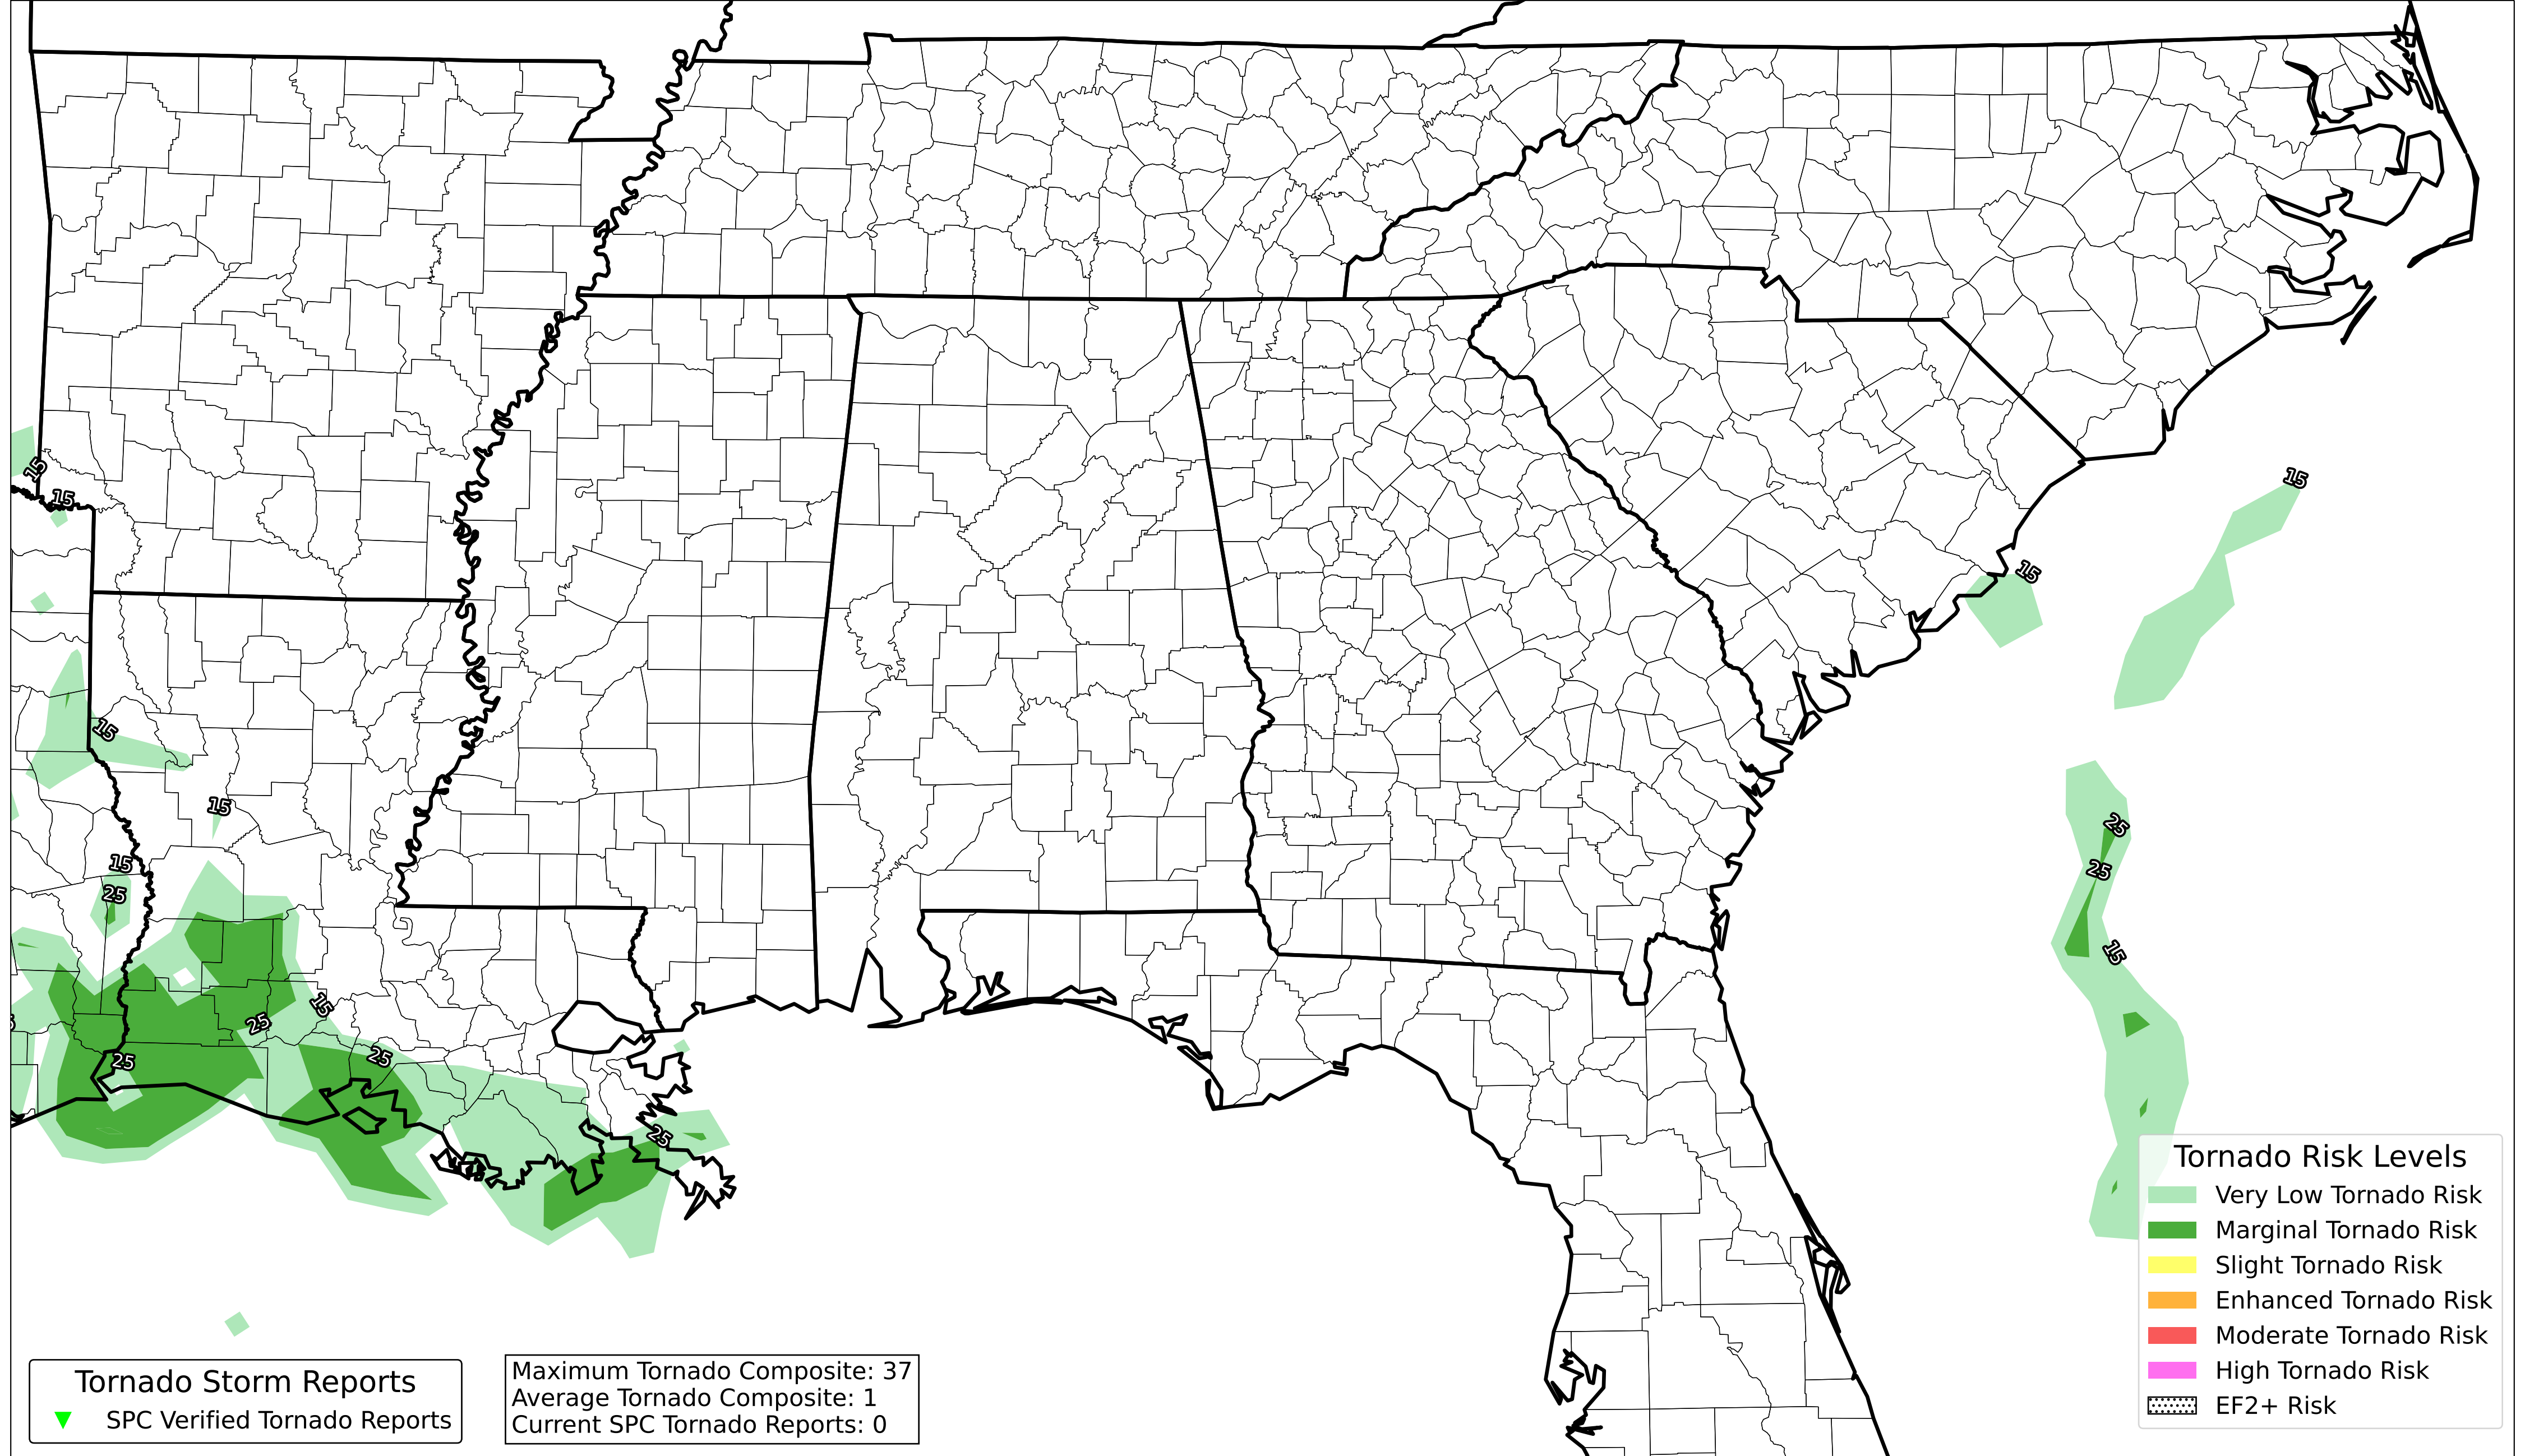 15
15
15
15
15
15
15
25
25
25
15
25
15
25
15
25
25
Tornado Risk Levels
Very Low Tornado Risk
Marginal Tornado Risk
Slight Tornado Risk
Enhanced Tornado Risk
Moderate Tornado Risk
High Tornado Risk
EF2+ Risk
Tornado Storm Reports
SPC Verified Tornado Reports
Maximum Tornado Composite: 37
Average Tornado Composite: 1
Current SPC Tornado Reports: 0